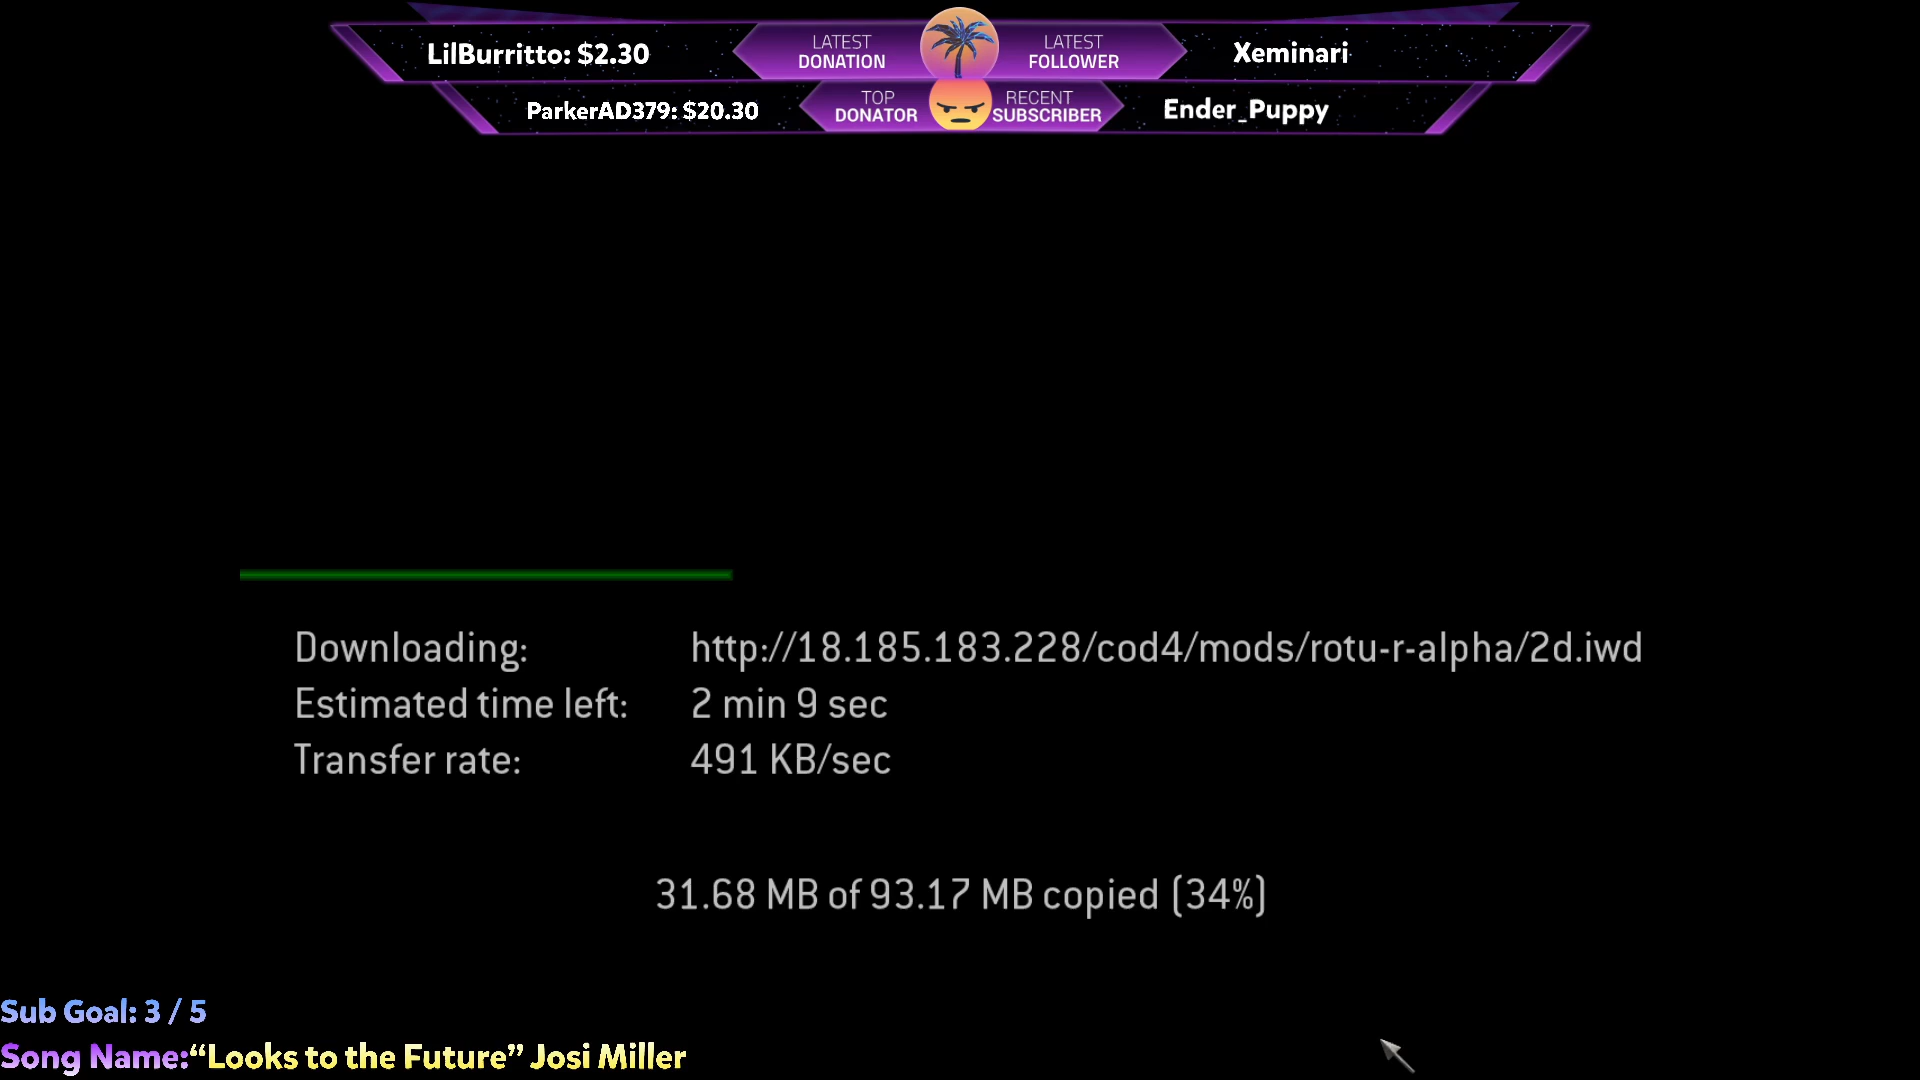 LilBurritto: $2.30
LATEST
DONATION
LATEST
FOLLOWER
Xeminari
ParkerAD379: $20.30
TOP
DONATOR
RECENT
SUBSCRIBER
Ender_Puppy
Downloading: http://18.185.183.228/cod4/mods/rotu-r-alpha/2d.iwd
Estimated time left: 2 min 9 sec
Transfer rate: 491 KB/sec
31.68 MB of 93.17 MB copied (34%)
Sub Goal: 3 / 5
Song Name:“Looks to the Future” Josi Miller